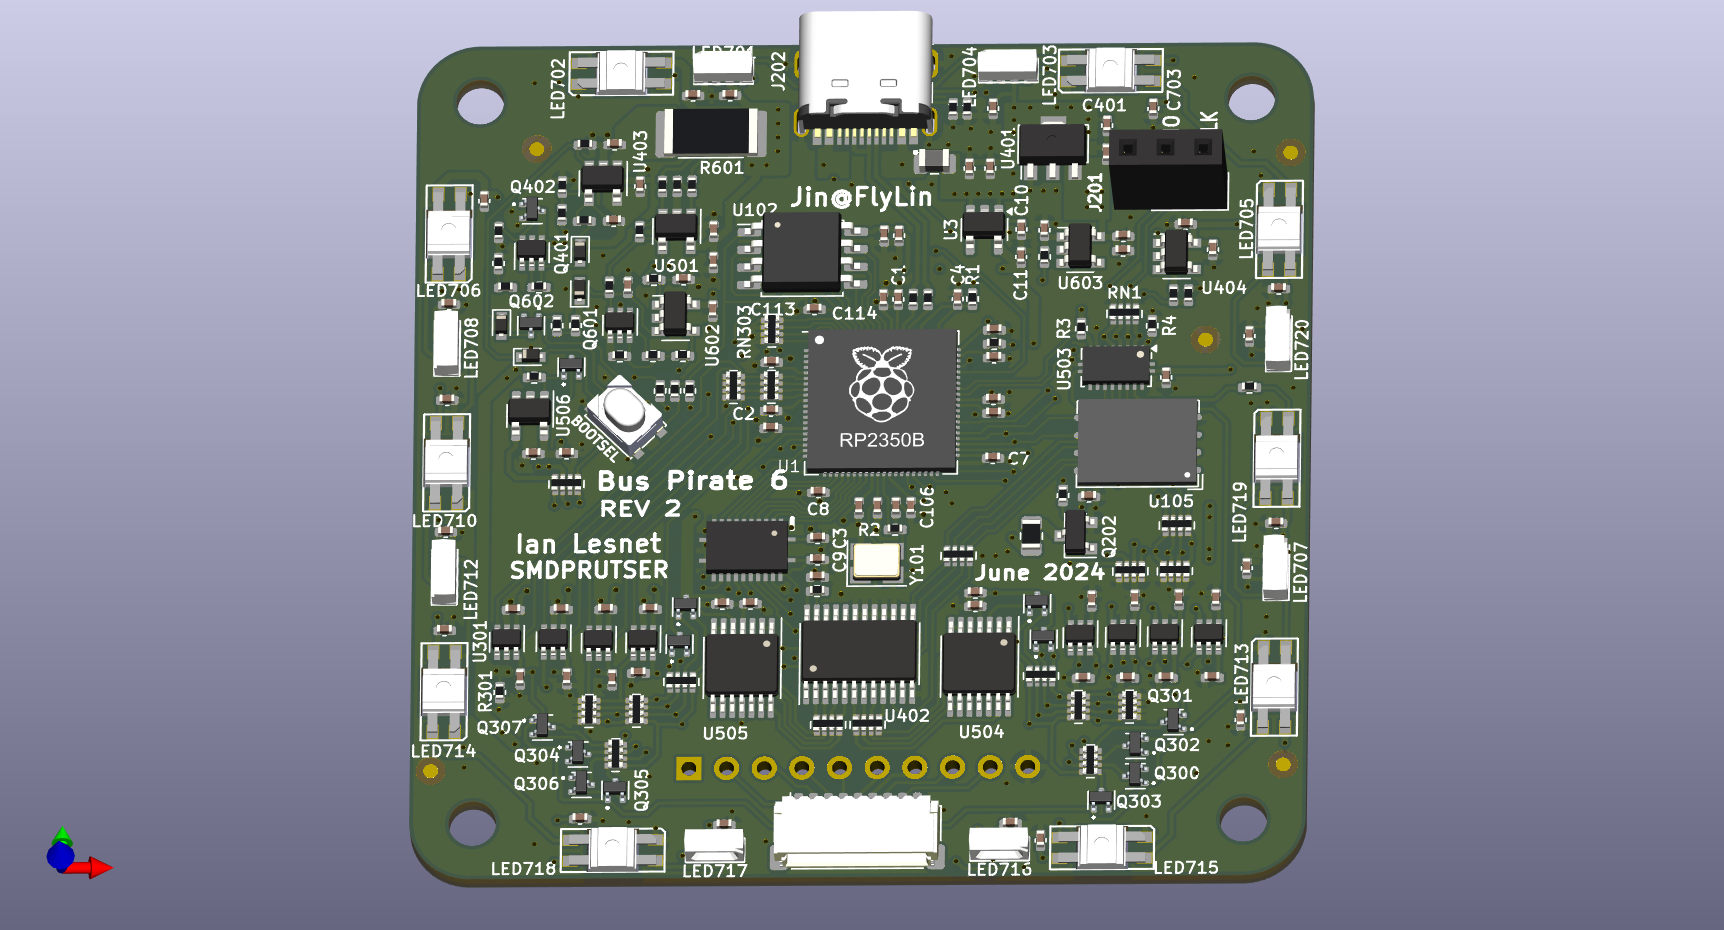 LED702
J202
LED704
LED703
C703
C401
U403
R601
U401
O
LK
J201
Q402
U102
Jin@FlyLin
C10
U3
LED705
Q401
U501
C1
C4
R1
C11
U603
U404
LED706
Q602
C113
C114
RN1
Q601
U602
RN303
R3
R4
LED708
LED720
U503
C2
U506
BOOTSEL
RP2350B
U1
C7
Bus Pirate 6
REV 2
U105
C8
C106
LED710
LED719
R2
Q202
Ian Lesnet
SMDPRUTSER
C3
C9
Y101
June 2024
LED712
LED707
U301
R301
LED713
Q301
Q307
U402
U505
U504
Q302
LED714
Q304
Q306
Q305
Q300
Q303
LED718
LED717
LED716
LED715